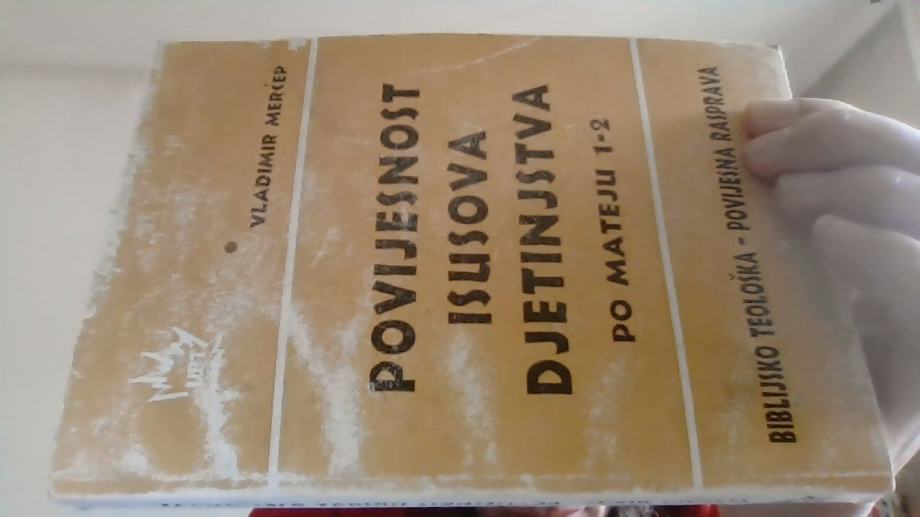 VLADIMIR MERĆEP
POVIJESNOST
ISUSOVA
DJETINJSTVA
PO MATEJU 1-2
BIBLIJSKO TEOLOŠKA - POVIJESNA RASPRAVA